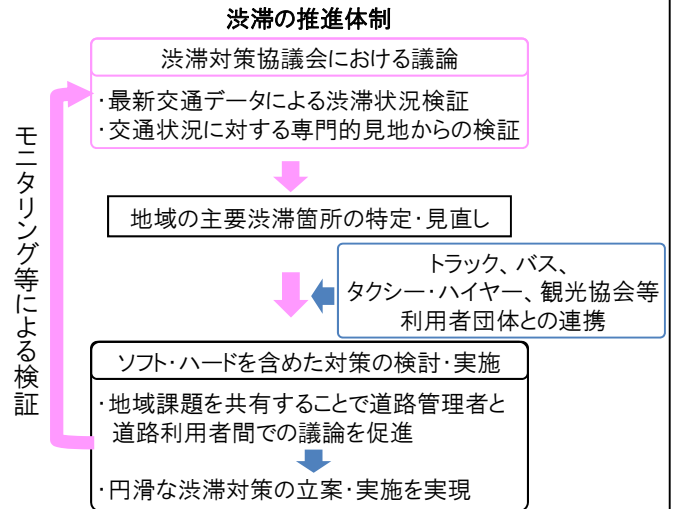 渋滞の推進体制
渋滞対策協議会における議論
・最新交通データによる渋滞状況検証
・交通状況に対する専門的見地からの検証
モニタリング等による検証
地域の主要渋滞箇所の特定・見直し
トラック、バス、
タクシー・ハイヤー、観光協会等
利用者団体との連携
ソフト・ハードを含めた対策の検討・実施
・地域課題を共有することで道路管理者と
道路利用者間での議論を促進
・円滑な渋滞対策の立案・実施を実現